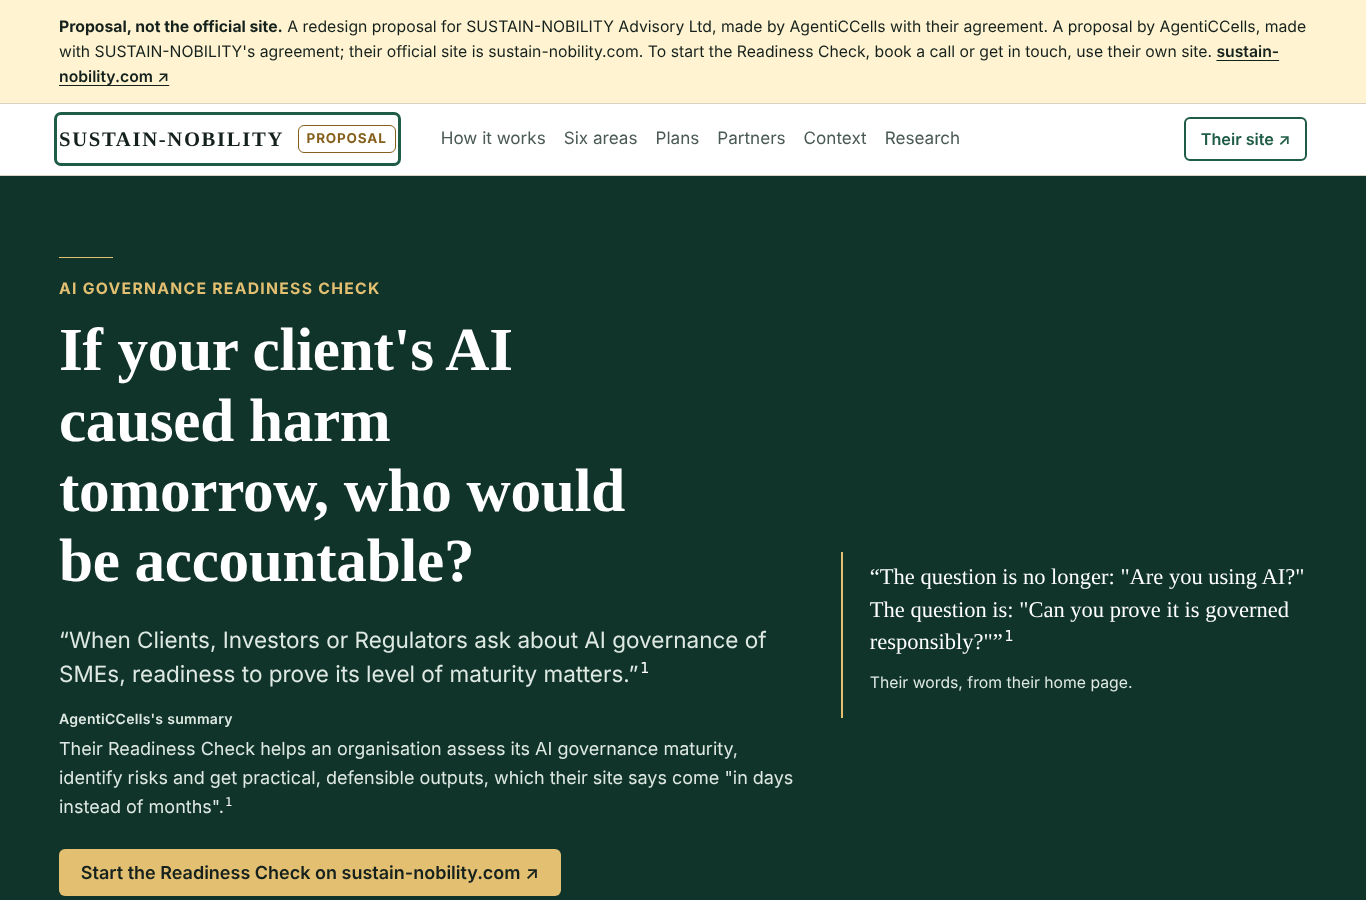 Proposal, not the official site. A redesign proposal for SUSTAIN-NOBILITY Advisory Ltd, made by AgentiCCells with their agreement. A proposal by AgentiCCells, made
with SUSTAIN-NOBILITY's agreement; their official site is sustain-nobility.com. To start the Readiness Check, book a call or get in touch, use their own site. sustain-
nobility.com ↗
SUSTAIN-NOBILITY PROPOSAL How it works Six areas Plans Partners Context Research Their site ↗
AI GOVERNANCE READINESS CHECK
If your client's AI
caused harm
tomorrow, who would
be accountable?
“When Clients, Investors or Regulators ask about AI governance of
SMEs, readiness to prove its level of maturity matters.”1
AgentiCCells's summary
Their Readiness Check helps an organisation assess its AI governance maturity,
identify risks and get practical, defensible outputs, which their site says come "in days
instead of months".1
Start the Readiness Check on sustain-nobility.com ↗
“The question is no longer: "Are you using AI?"
The question is: "Can you prove it is governed
responsibly?"”1
Their words, from their home page.